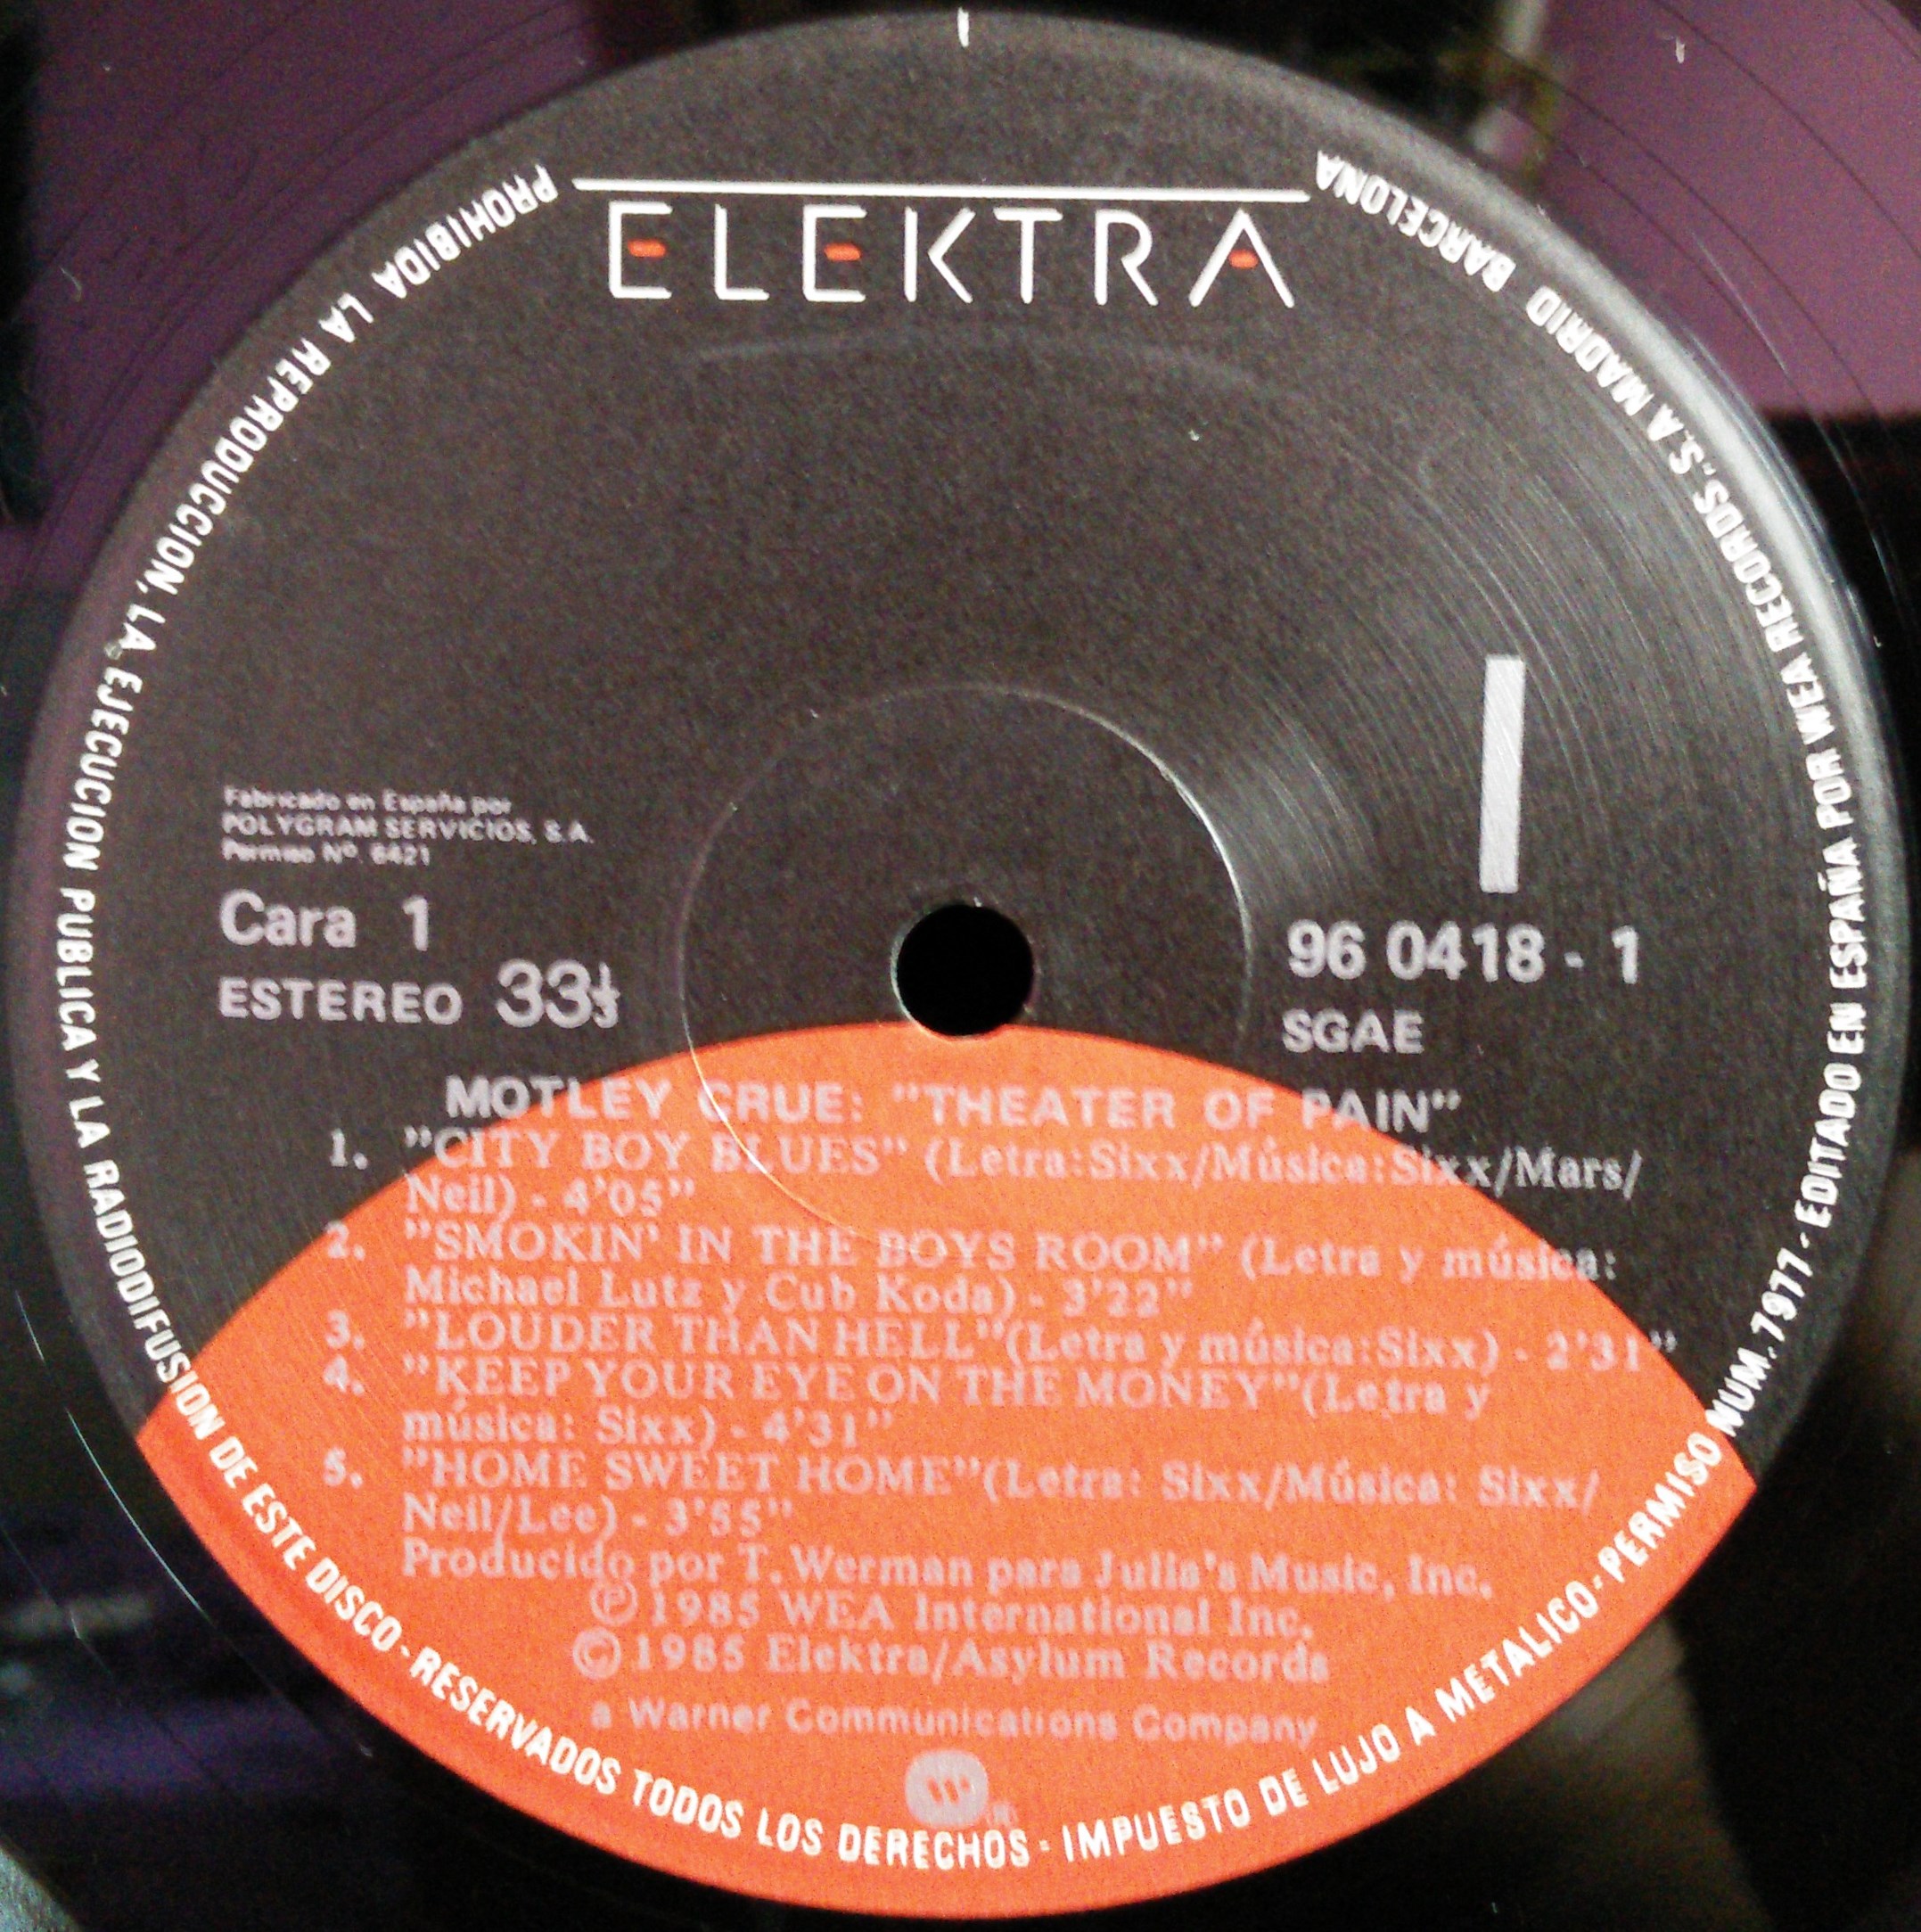 ELEKTRA
PROHIBIDA LA REPRODUCCION, LA EJECUCION PUBLICA Y LA RADIODIFUSION DE ESTE DISCO - RESERVADOS TODOS LOS DERECHOS - IMPUESTO DE LUJO A METALICO - PERMISO NUM. 7977 - EDITADO EN ESPAÑA POR WEA RECORDS, S.A MADRID BARCELONA
Fabricado en España por
POLYGRAM SERVICIOS, S.A.
Permiso Nº 6421
Cara 1
ESTEREO 33⅓
I
96 0418 - 1
SGAE
MOTLEY CRUE: "THEATER OF PAIN"
1. "CITY BOY BLUES" (Letra:Sixx/Música:Sixx/Mars/
Neil) - 4'05"
2. "SMOKIN' IN THE BOYS ROOM" (Letra y música:
Michael Lutz y Cub Koda) - 3'22"
3. "LOUDER THAN HELL"(Letra y música:Sixx) - 2'31"
4. "KEEP YOUR EYE ON THE MONEY"(Letra y
música: Sixx) - 4'31"
5. "HOME SWEET HOME"(Letra: Sixx/Música: Sixx/
Neil/Lee) - 3'55"
Producido por T. Werman para Julia's Music, Inc.
Ⓟ 1985 WEA International Inc.
© 1985 Elektra/Asylum Records
a Warner Communications Company